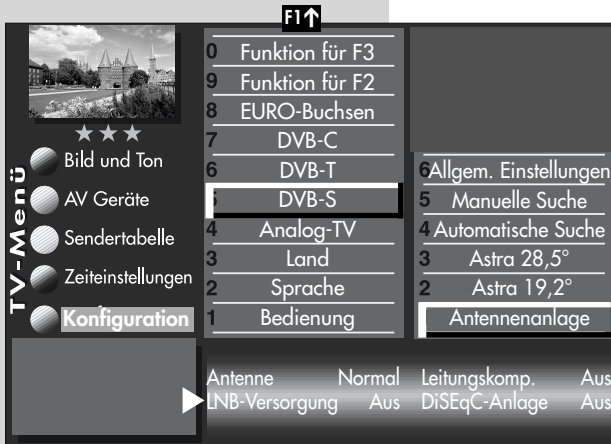 F1↑
TV-Menü
Bild und Ton
AV Geräte
Sendertabelle
Zeiteinstellungen
Konfiguration
0 Funktion für F3
9 Funktion für F2
8 EURO-Buchsen
7 DVB-C
6 DVB-T
5 DVB-S
4 Analog-TV
3 Land
2 Sprache
1 Bedienung
6 Allgem. Einstellungen
5 Manuelle Suche
4 Automatische Suche
3 Astra 28,5°
2 Astra 19,2°
Antennenanlage
Antenne Normal Leitungskomp. Aus
LNB-Versorgung Aus DiSEqC-Anlage Aus